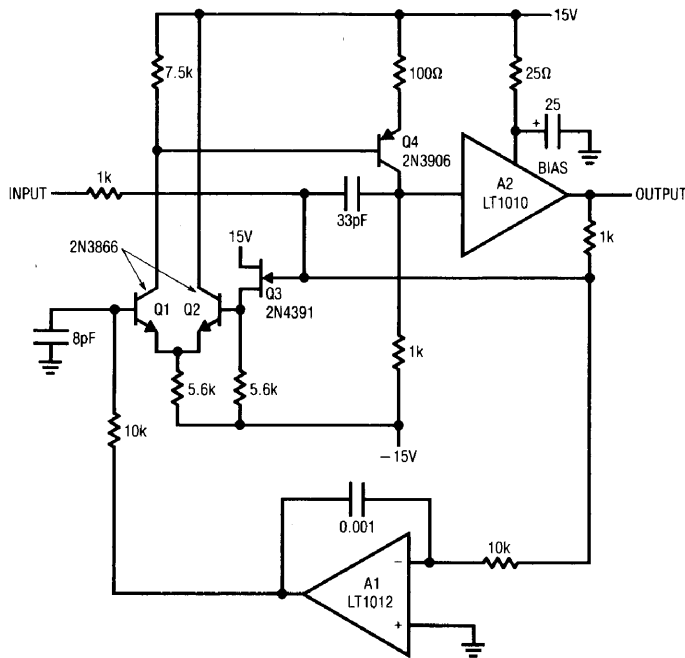 15V
7.5k
100Ω
25Ω
25
+
Q4
2N3906
BIAS
A2
LT1010
INPUT
1k
33pF
OUTPUT
1k
2N3866
15V
Q3
2N4391
Q1
Q2
8pF
5.6k
5.6k
1k
10k
−15V
0.001
10k
−
A1
LT1012
+